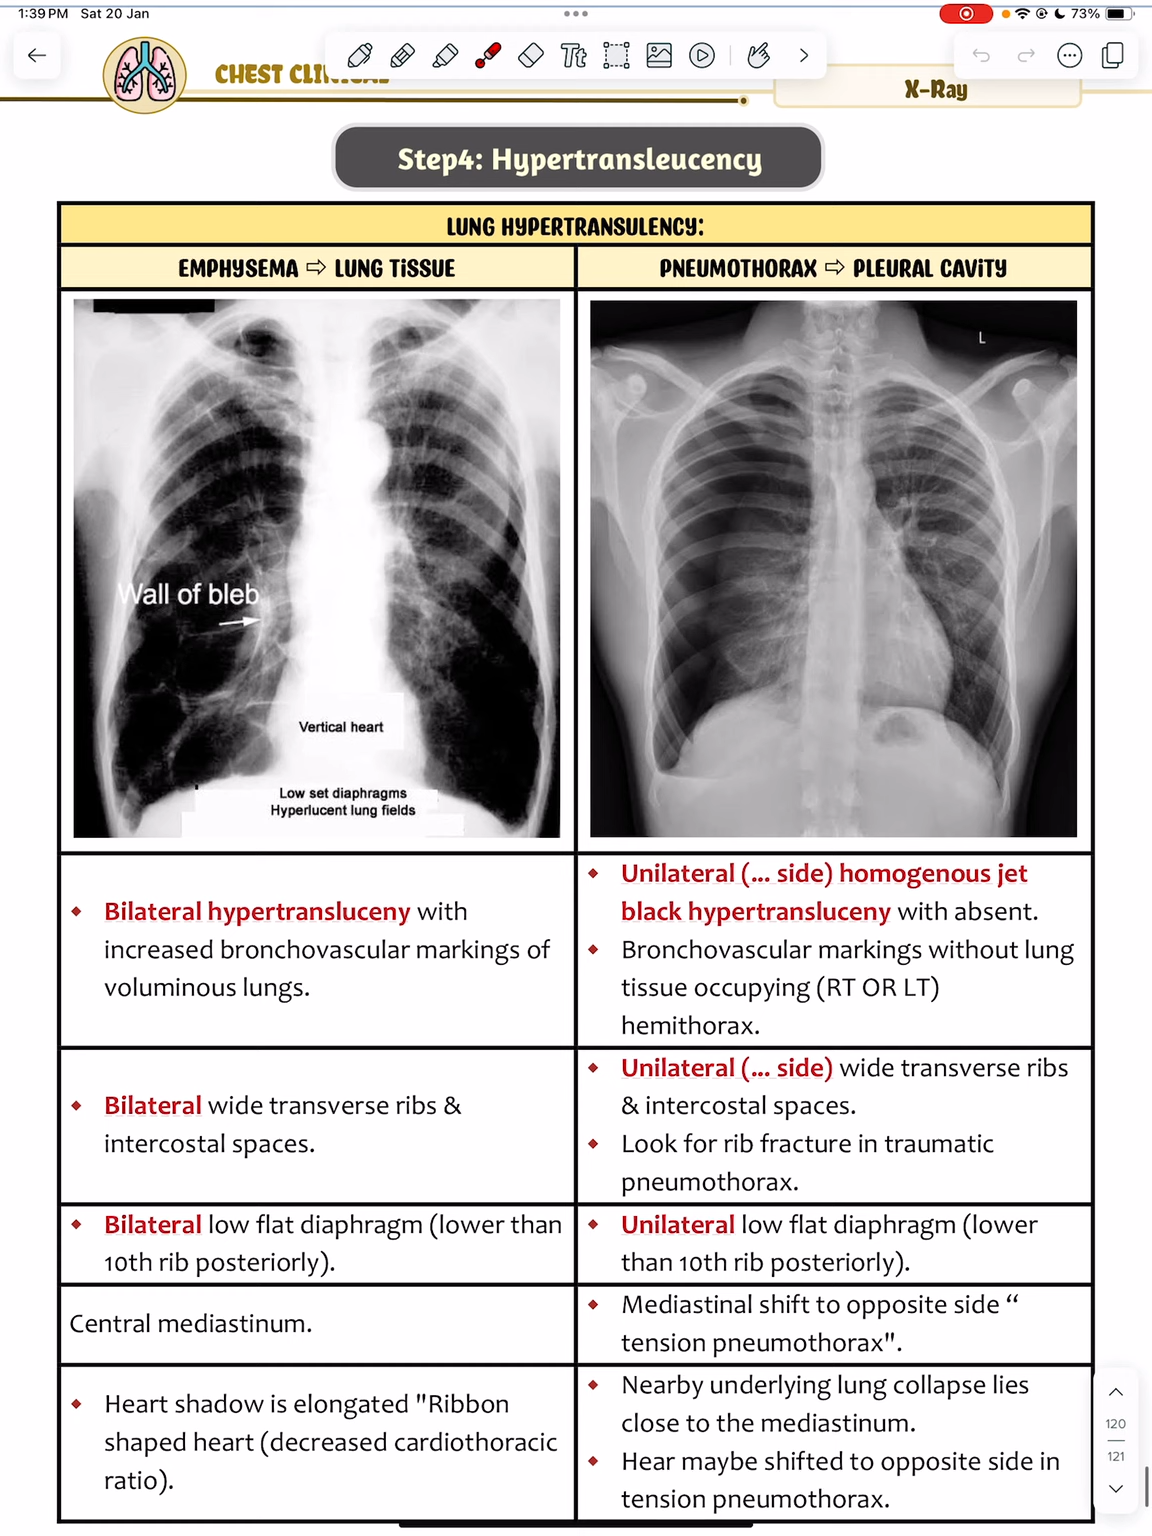 1:39 PM Sat 20 Jan
73%
CHEST CLINICAL
Tt
X-Ray
Step4: Hypertransleucency
LUNG HYPERTRANSULENCY:
EMPHYSEMA ⇨ LUNG TISSUE
PNEUMOTHORAX ⇨ PLEURAL CAVITY
Wall of bleb
Vertical heart
Low set diaphragms
Hyperlucent lung fields
L
Bilateral hypertransluceny with
increased bronchovascular markings of
voluminous lungs.
Unilateral (... side) homogenous jet
black hypertransluceny with absent.
Bronchovascular markings without lung
tissue occupying (RT OR LT)
hemithorax.
Bilateral wide transverse ribs &
intercostal spaces.
Unilateral (... side) wide transverse ribs
& intercostal spaces.
Look for rib fracture in traumatic
pneumothorax.
Bilateral low flat diaphragm (lower than
10th rib posteriorly).
Unilateral low flat diaphragm (lower
than 10th rib posteriorly).
Central mediastinum.
Mediastinal shift to opposite side “
tension pneumothorax".
Heart shadow is elongated "Ribbon
shaped heart (decreased cardiothoracic
ratio).
Nearby underlying lung collapse lies
close to the mediastinum.
Hear maybe shifted to opposite side in
tension pneumothorax.
120
121